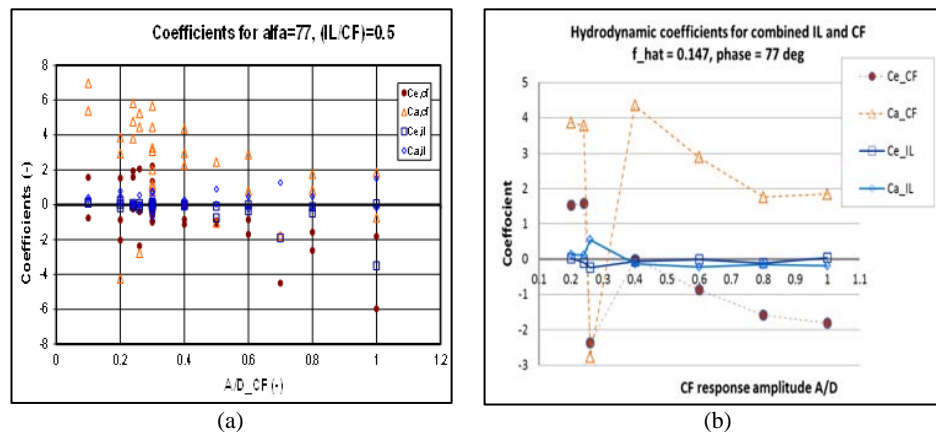 Coefficients for alfa=77, (IL/CF)=0.5
8
6
4
2
0
-2
-4
-6
-8
Coefficients (-)
0 0.2 0.4 0.6 0.8 1 1.2
A/D_CF (-)
Ce,cf
Ca,cf
Ce,il
Ca,il
(a)
Hydrodynamic coefficients for combined IL and CF
f_hat = 0.147, phase = 77 deg
5
4
3
2
1
0
-1
-2
-3
Coeffocient
0.1 0.2 0.3 0.4 0.5 0.6 0.7 0.8 0.9 1 1.1
CF response amplitude A/D
Ce_CF
Ca_CF
Ce_IL
Ca_IL
(b)